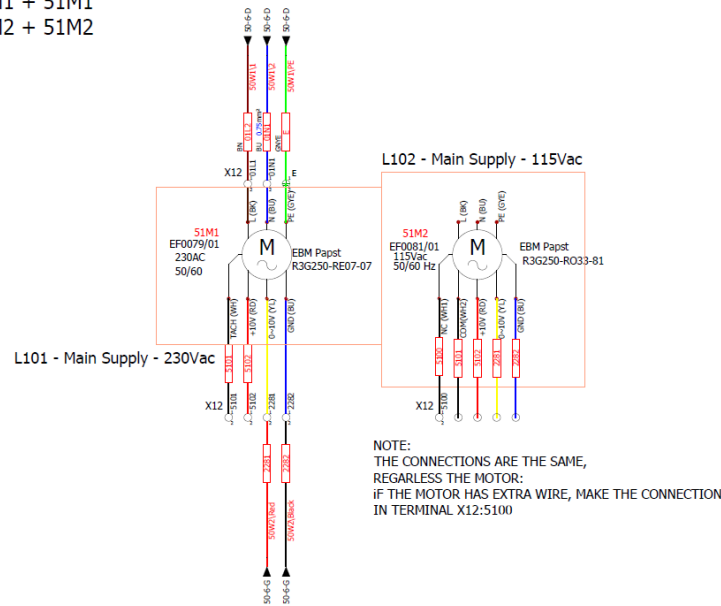 M1 + 51M1
M2 + 51M2
50-6-D
50-6-D
50-6-D
50W1\1
50W1\2
50W1\PE
BN
01L2
BU
0.75mm²
01N1
GNYE
E
X12
01L1
01N1
E
L102 - Main Supply - 115Vac
L (BK)
N (BU)
PE (GYE)
51M1
EF0079/01
230AC
50/60
M
EBM Papst
R3G250-RE07-07
L (BK)
N (BU)
PE (GYE)
51M2
EF0081/01
115Vac
50/60 Hz
M
EBM Papst
R3G250-RO33-81
TACH (WH)
+10V (RD)
0~10V (YL)
GND (BU)
NC (WH1)
COM(WH2)
+10V (RD)
0~10V (YL)
GND (BU)
L101 - Main Supply - 230Vac
5101
5102
5100
5101
5102
2281
2282
X12
5101
5102
2281
2282
X12
5100
2281
2282
50W2\Red
50W2\Black
50-6-G
50-6-G
NOTE:
THE CONNECTIONS ARE THE SAME,
REGARLESS THE MOTOR:
iF THE MOTOR HAS EXTRA WIRE, MAKE THE CONNECTION
IN TERMINAL X12:5100